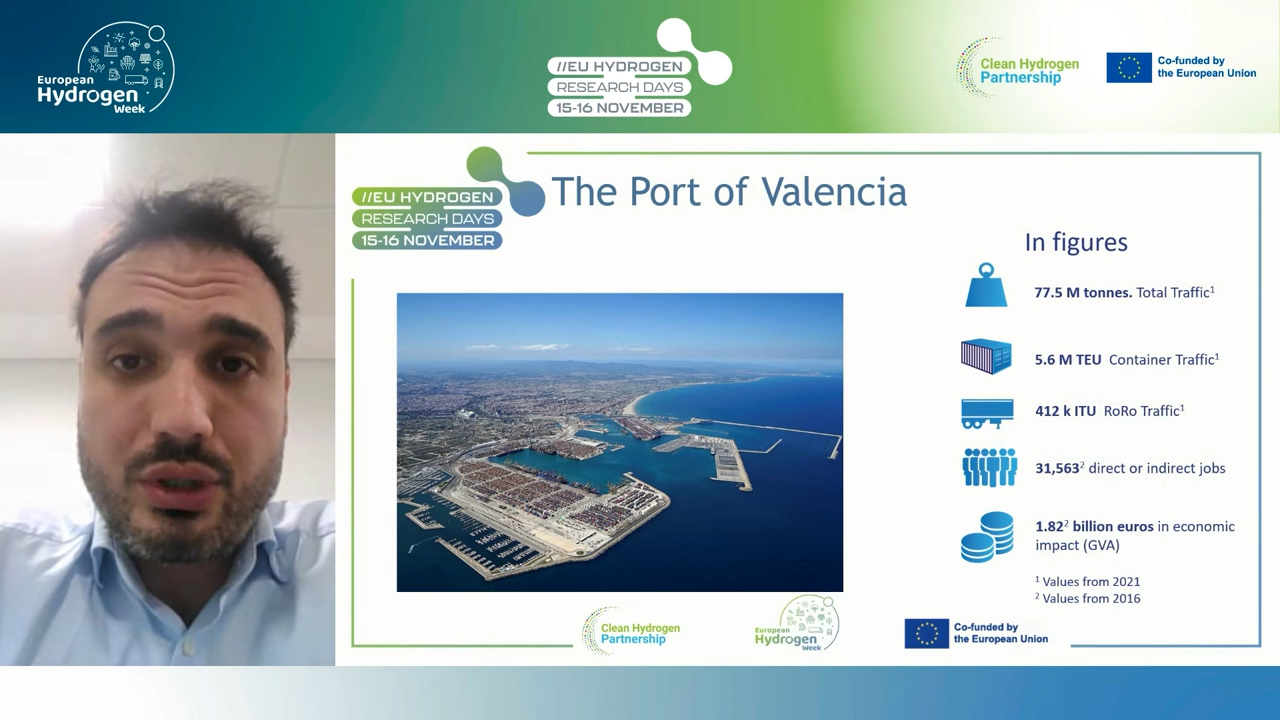 European
Hydrogen
Week
//EU HYDROGEN
RESEARCH DAYS
15-16 NOVEMBER
Clean Hydrogen
Partnership
Co-funded by
the European Union
//EU HYDROGEN
RESEARCH DAYS
15-16 NOVEMBER
The Port of Valencia
In figures
77.5 M tonnes. Total Traffic¹
5.6 M TEU Container Traffic¹
412 k ITU RoRo Traffic¹
31,563² direct or indirect jobs
1.82² billion euros in economic
impact (GVA)
¹ Values from 2021
² Values from 2016
Clean Hydrogen
Partnership
European
Hydrogen
Week
Co-funded by
the European Union